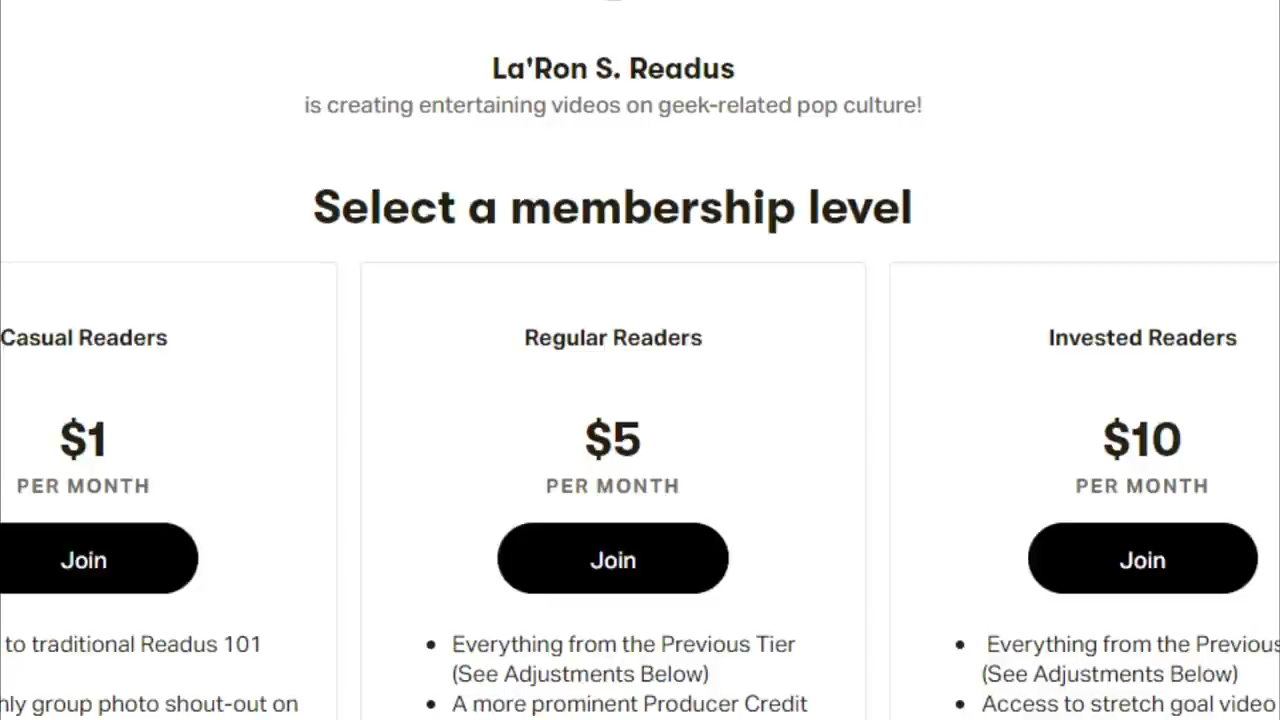 La'Ron S. Readus
is creating entertaining videos on geek-related pop culture!
Select a membership level
Casual Readers
$1
PER MONTH
Join
to traditional Readus 101
group photo shout-out on
Regular Readers
$5
PER MONTH
Join
Everything from the Previous Tier
(See Adjustments Below)
A more prominent Producer Credit
Invested Readers
$10
PER MONTH
Join
Everything from the Previous
(See Adjustments Below)
Access to stretch goal video